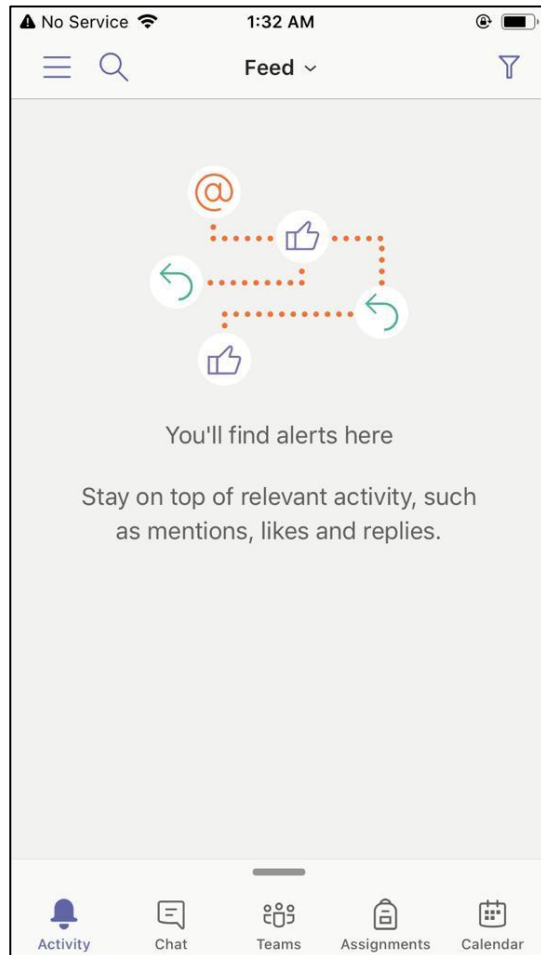 No Service 1:32 AM
Feed
@
You'll find alerts here
Stay on top of relevant activity, such
as mentions, likes and replies.
Activity Chat Teams Assignments Calendar